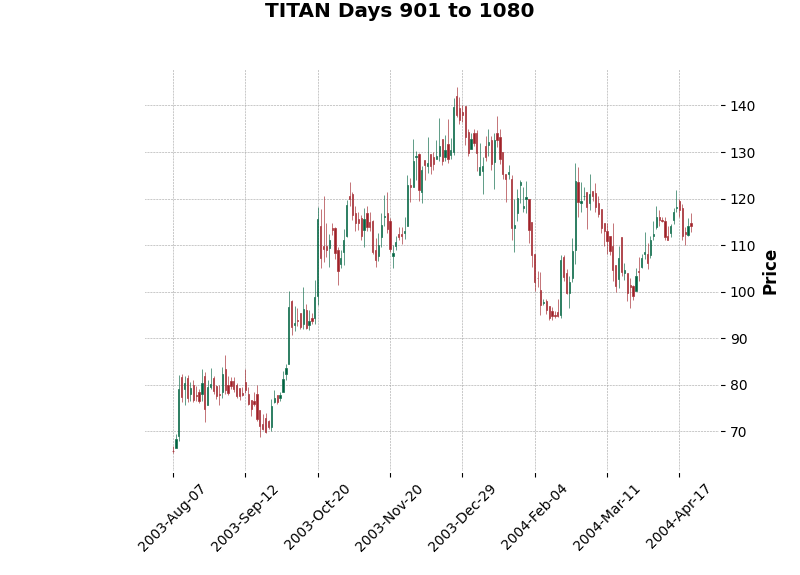 TITAN Days 901 to 1080
140
130
120
110
100
90
80
70
Price
2003-Aug-07
2003-Sep-12
2003-Oct-20
2003-Nov-20
2003-Dec-29
2004-Feb-04
2004-Mar-11
2004-Apr-17